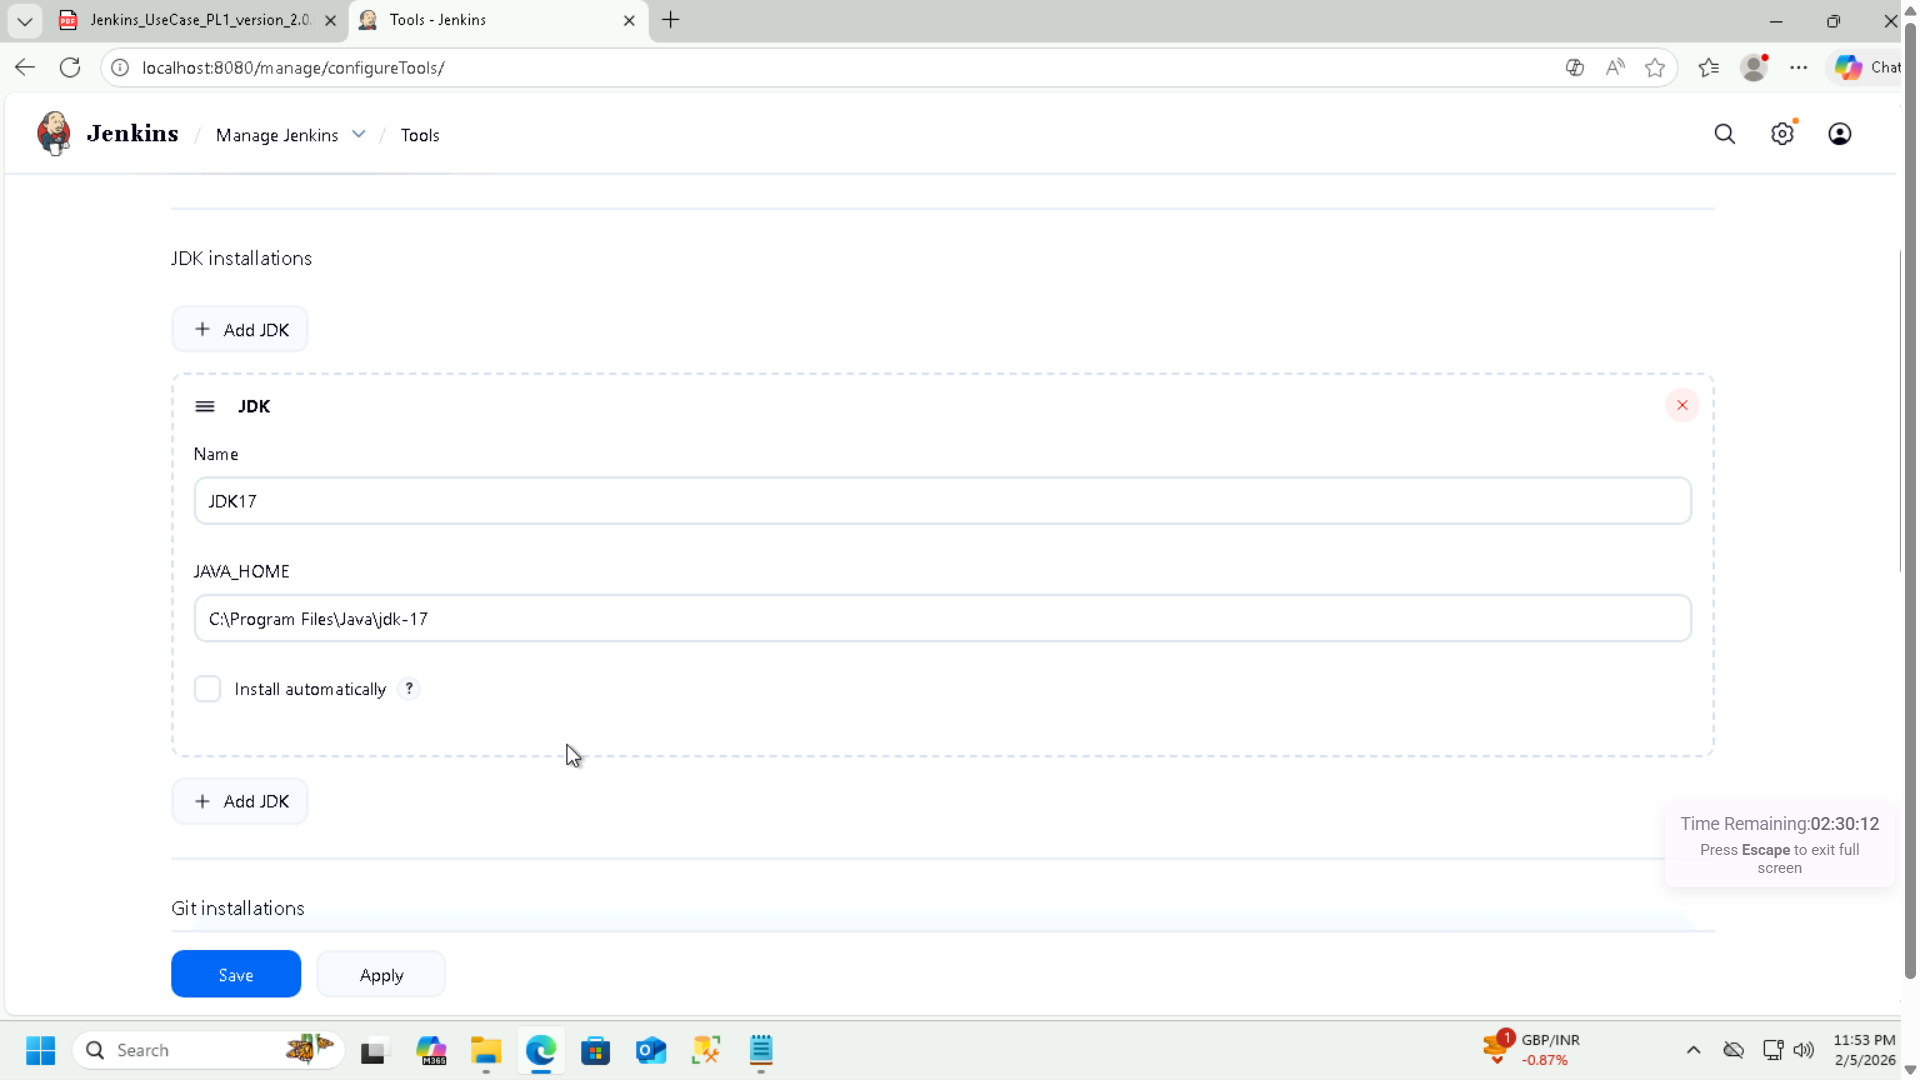 Jenkins_UseCase_PL1_version_2.0.
Tools - Jenkins
localhost:8080/manage/configureTools/
Chat
Jenkins / Manage Jenkins / Tools
JDK installations
+ Add JDK
JDK
Name
JDK17
JAVA_HOME
C:\Program Files\Java\jdk-17
Install automatically ?
+ Add JDK
Time Remaining:02:30:12
Press Escape to exit full
screen
Git installations
Save
Apply
Search
M365
1
GBP/INR
-0.87%
11:53 PM
2/5/2026